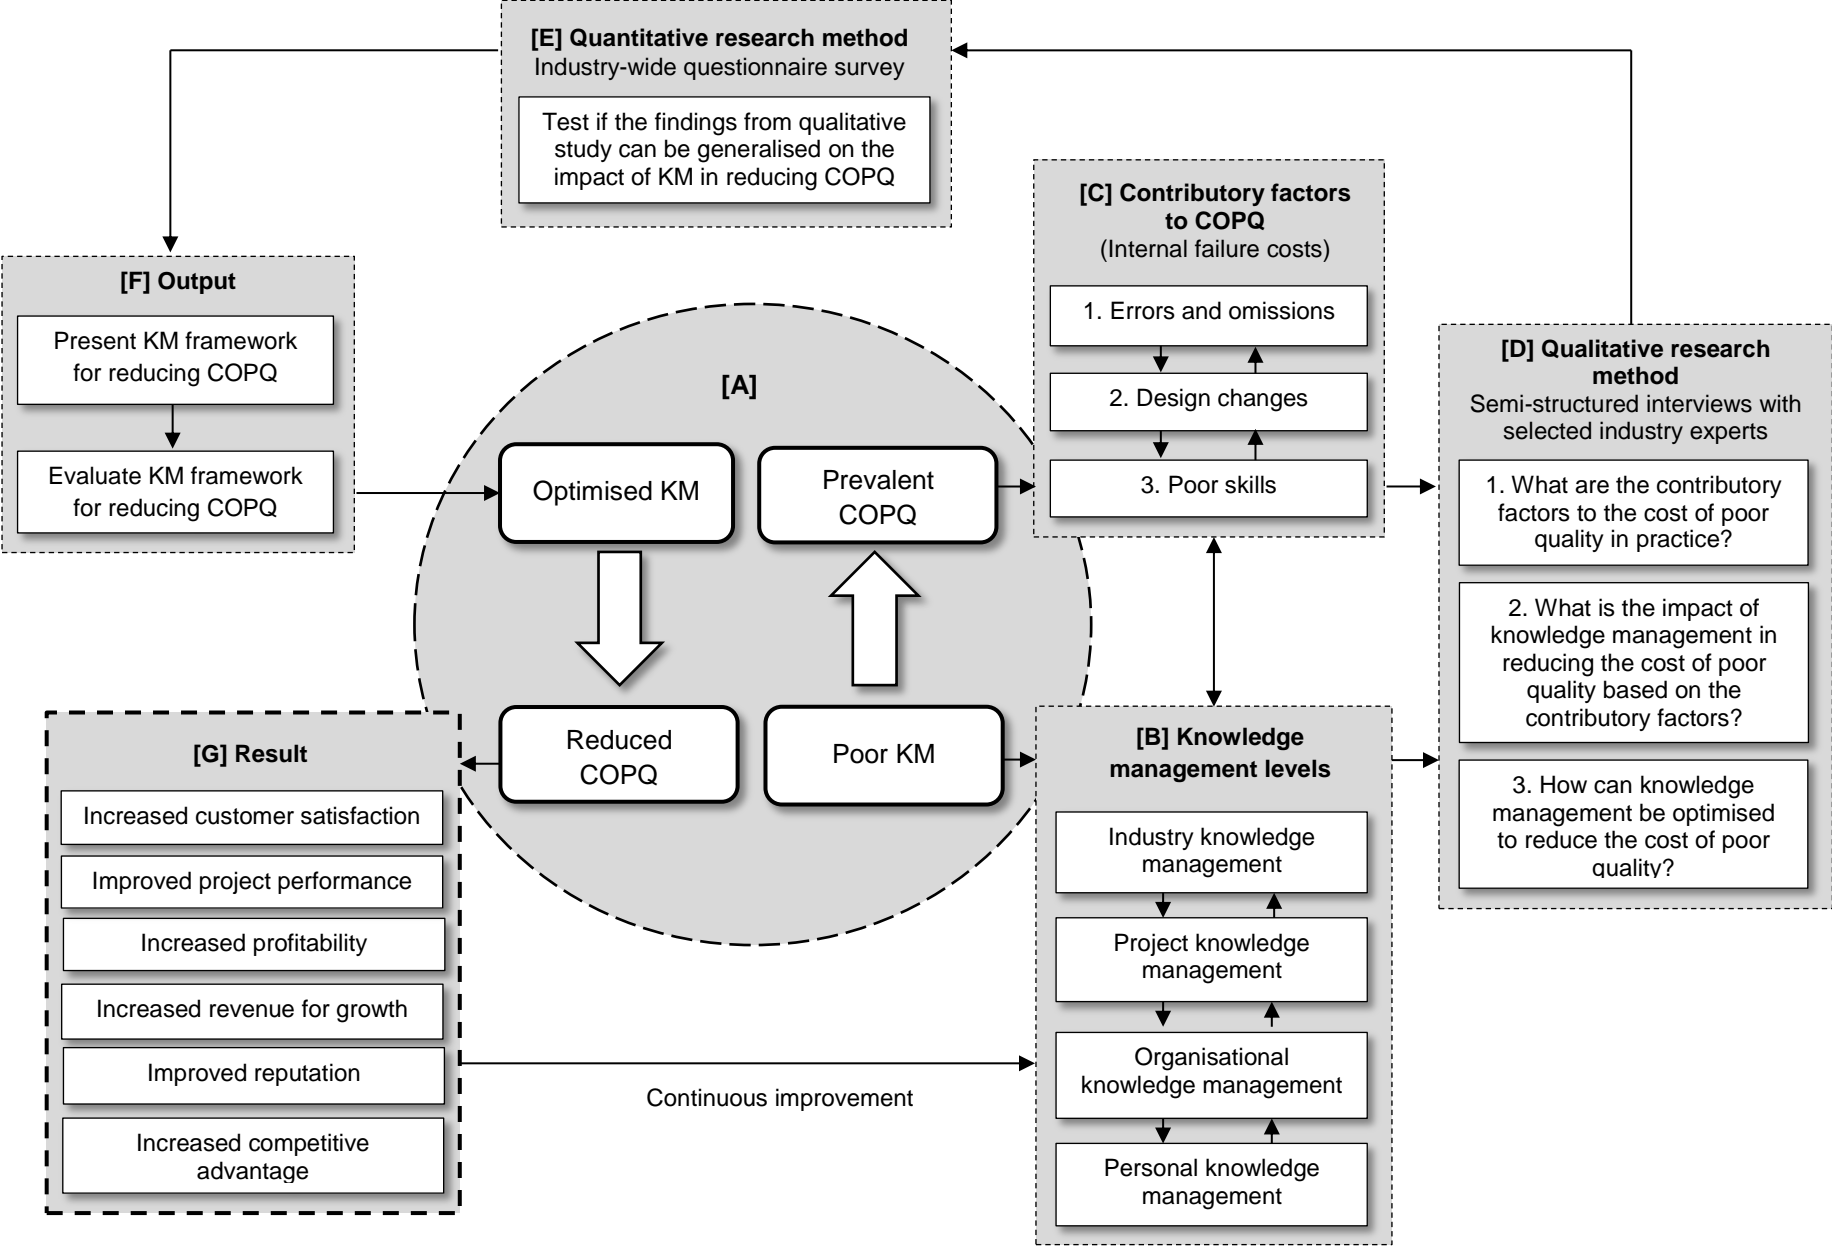 [E] Quantitative research method
Industry-wide questionnaire survey
Test if the findings from qualitative
study can be generalised on the
impact of KM in reducing COPQ
[C] Contributory factors
to COPQ
(Internal failure costs)
1. Errors and omissions
2. Design changes
3. Poor skills
[F] Output
Present KM framework
for reducing COPQ
Evaluate KM framework
for reducing COPQ
[A]
Optimised KM
Prevalent
COPQ
Reduced
COPQ
Poor KM
[D] Qualitative research
method
Semi-structured interviews with
selected industry experts
1. What are the contributory
factors to the cost of poor
quality in practice?
2. What is the impact of
knowledge management in
reducing the cost of poor
quality based on the
contributory factors?
3. How can knowledge
management be optimised
to reduce the cost of poor
quality?
[G] Result
Increased customer satisfaction
Improved project performance
Increased profitability
Increased revenue for growth
Improved reputation
Increased competitive
advantage
Continuous improvement
[B] Knowledge
management levels
Industry knowledge
management
Project knowledge
management
Organisational
knowledge management
Personal knowledge
management